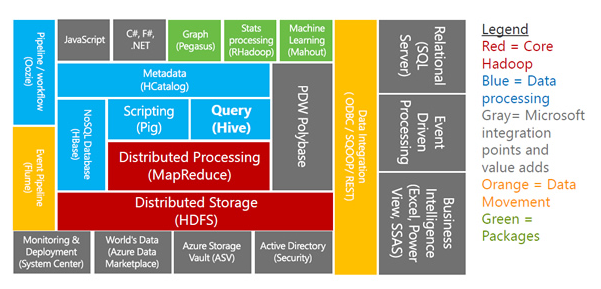 Pipeline / workflow
(Oozie)
JavaScript
C#, F#,
.NET
Graph
(Pegasus)
Stats
processing
(RHadoop)
Machine
Learning
(Mahout)
Metadata
(HCatalog)
NoSQL Database
(HBase)
Scripting
(Pig)
Query
(Hive)
PDW Polybase
Distributed Processing
(MapReduce)
Event Pipeline
(Flume)
Distributed Storage
(HDFS)
Monitoring &
Deployment
(System Center)
World's Data
(Azure Data
Marketplace)
Azure Storage
Vault (ASV)
Active Directory
(Security)
Data Integration
( ODBC / SQOOP/ REST)
Relational
(SQL
Server)
Event
Driven
Processing
Business
Intelligence
(Excel, Power
View, SSAS)
Legend
Red = Core
Hadoop
Blue = Data
processing
Gray= Microsoft
integration
points and
value adds
Orange = Data
Movement
Green =
Packages